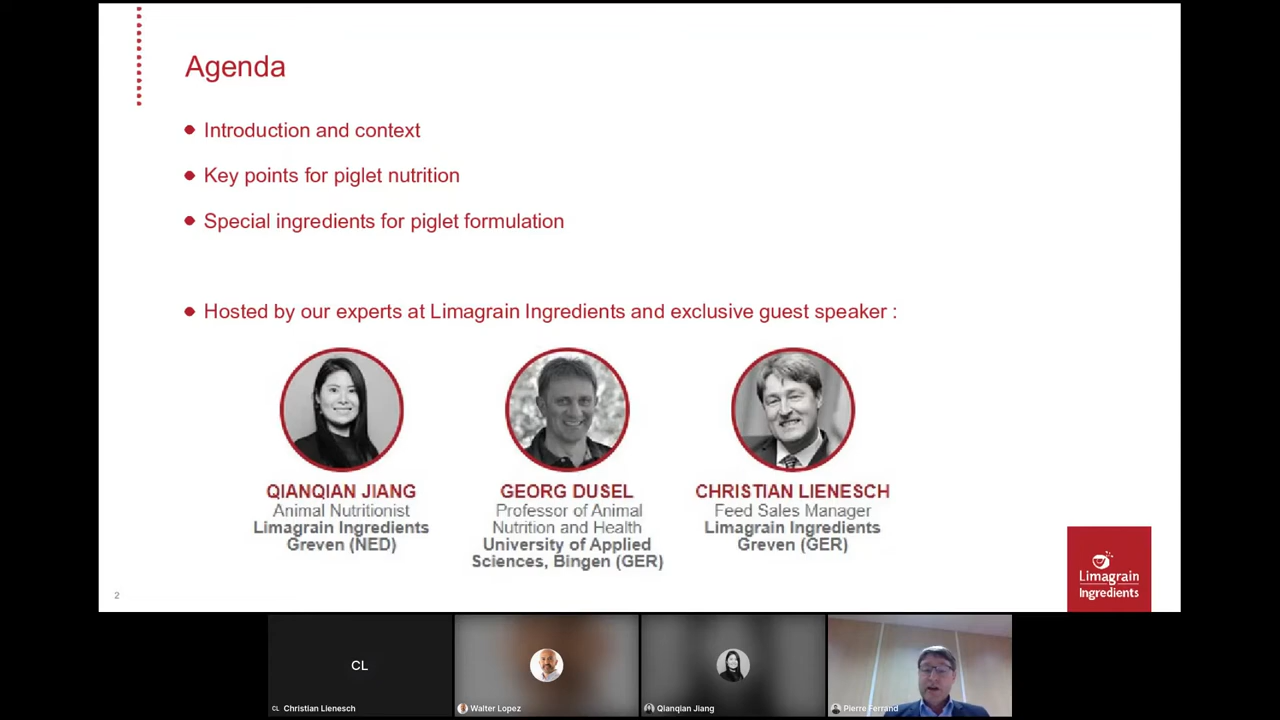 Agenda
Introduction and context
Key points for piglet nutrition
Special ingredients for piglet formulation
Hosted by our experts at Limagrain Ingredients and exclusive guest speaker :
QIANQIAN JIANG
Animal Nutritionist
Limagrain Ingredients
Greven (NED)
GEORG DUSEL
Professor of Animal
Nutrition and Health
University of Applied
Sciences, Bingen (GER)
CHRISTIAN LIENESCH
Feed Sales Manager
Limagrain Ingredients
Greven (GER)
2
Limagrain
Ingredients
CL
CL Christian Lienesch
Walter Lopez
Qianqian Jiang
Pierre Ferrand